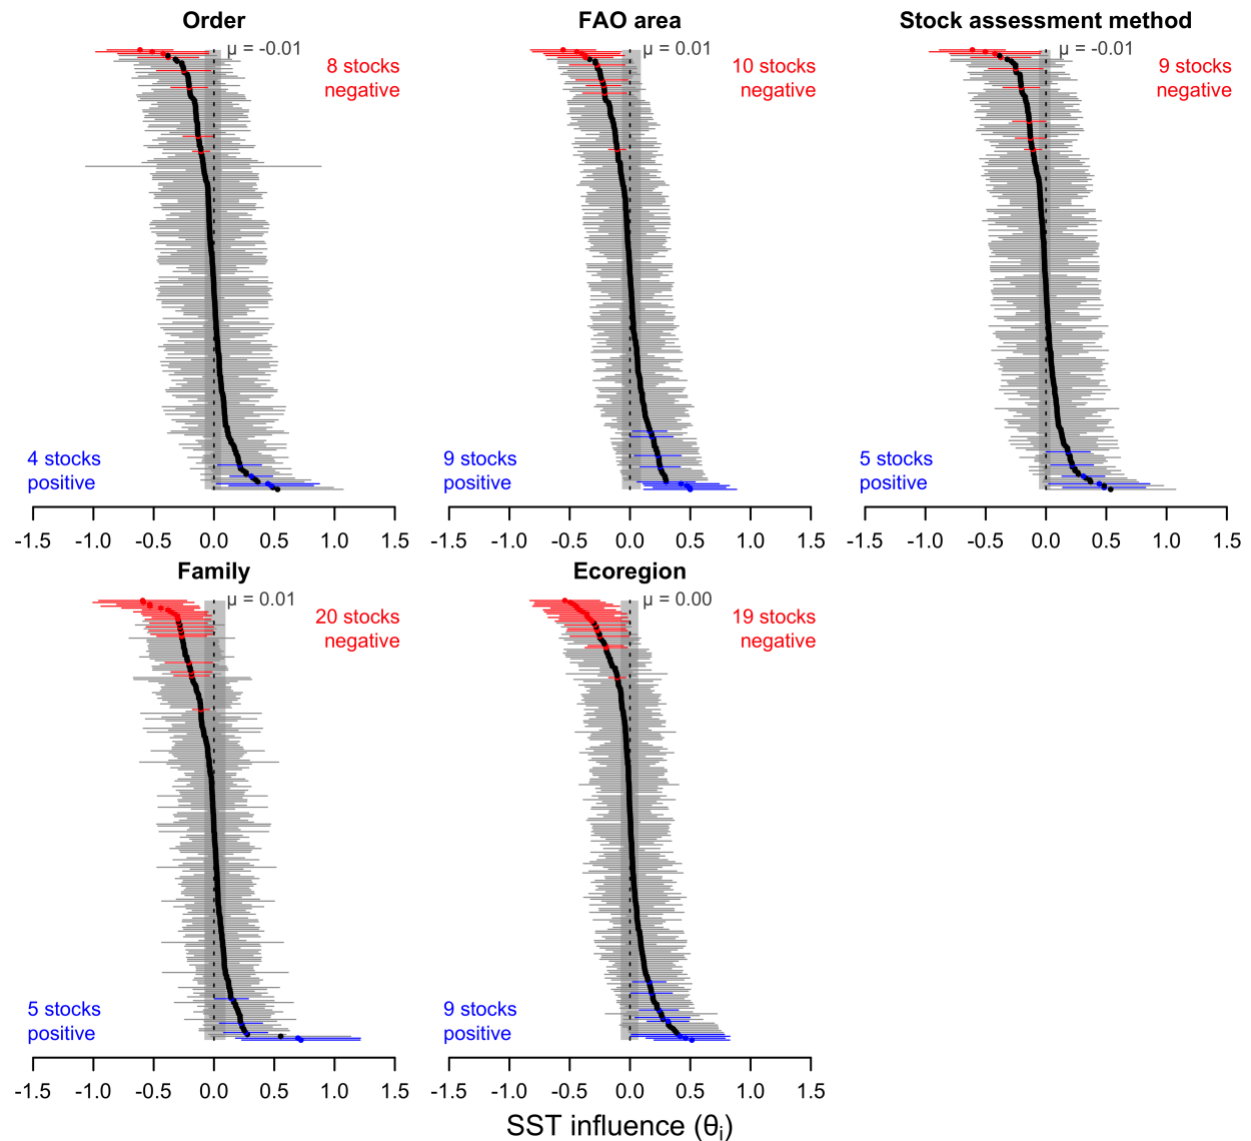 Order
FAO area
Stock assessment method
μ = -0.01
8 stocks
negative
μ = 0.01
10 stocks
negative
μ = -0.01
9 stocks
negative
4 stocks
positive
9 stocks
positive
5 stocks
positive
-1.5 -1.0 -0.5 0.0 0.5 1.0 1.5
-1.5 -1.0 -0.5 0.0 0.5 1.0 1.5
-1.5 -1.0 -0.5 0.0 0.5 1.0 1.5
Family
Ecoregion
μ = 0.01
20 stocks
negative
μ = 0.00
19 stocks
negative
5 stocks
positive
9 stocks
positive
-1.5 -1.0 -0.5 0.0 0.5 1.0 1.5
-1.5 -1.0 -0.5 0.0 0.5 1.0 1.5
SST influence (θi)